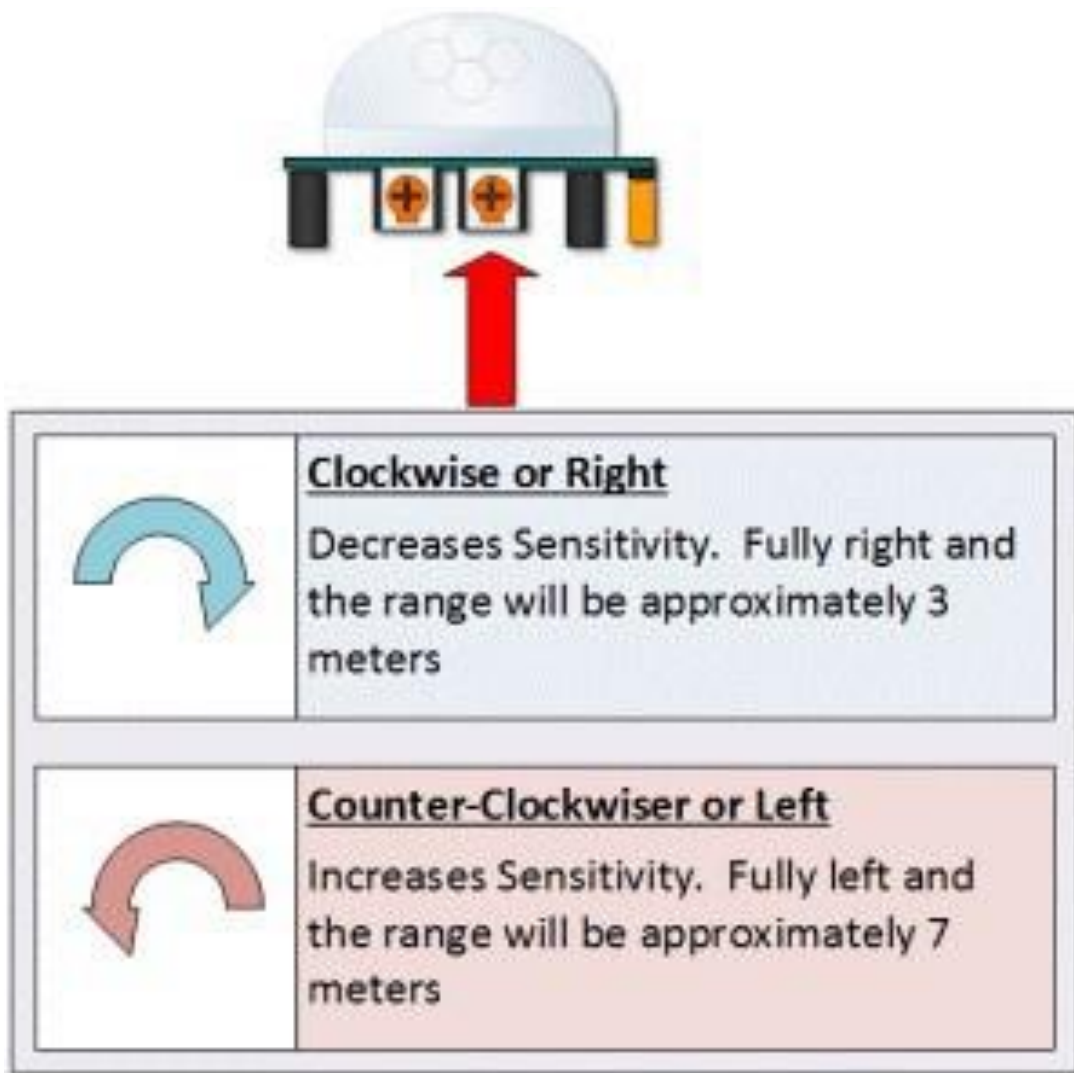 Clockwise or Right
Decreases Sensitivity.  Fully right and
the range will be approximately 3
meters
Counter-Clockwiser or Left
Increases Sensitivity.  Fully left and
the range will be approximately 7
meters